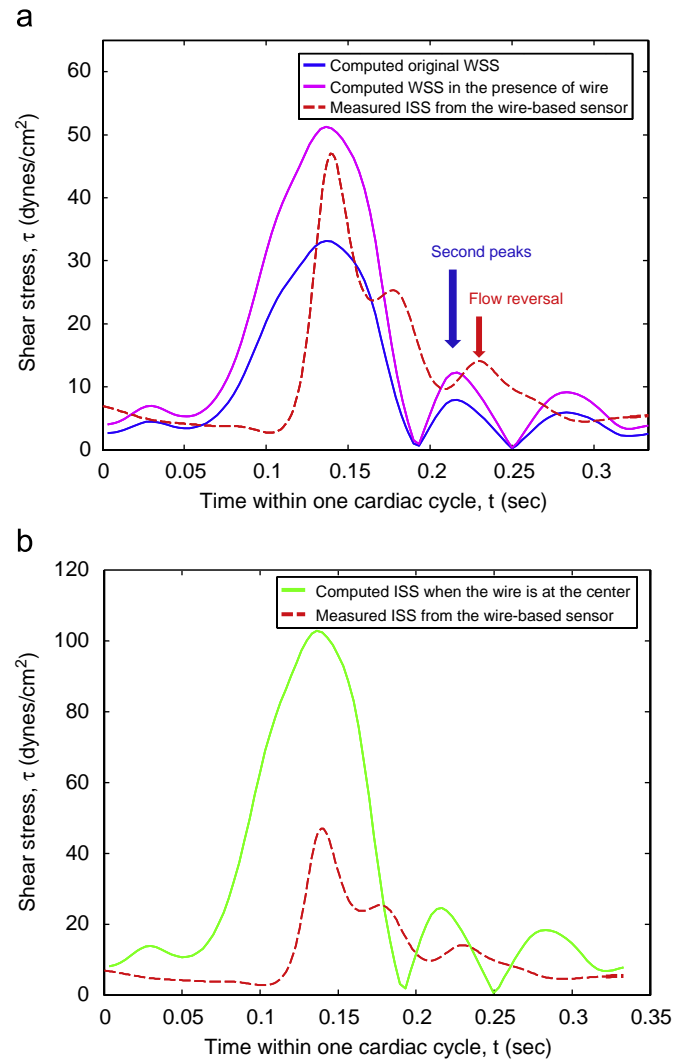 a
Computed original WSS
Computed WSS in the presence of wire
Measured ISS from the wire-based sensor
60
50
40
30
20
10
0
Shear stress, τ (dynes/cm²)
Second peaks
Flow reversal
0 0.05 0.1 0.15 0.2 0.25 0.3
Time within one cardiac cycle, t (sec)
b
Computed ISS when the wire is at the center
Measured ISS from the wire-based sensor
120
100
80
60
40
20
0
Shear stress, τ (dynes/cm²)
0 0.05 0.1 0.15 0.2 0.25 0.3 0.35
Time within one cardiac cycle, t (sec)